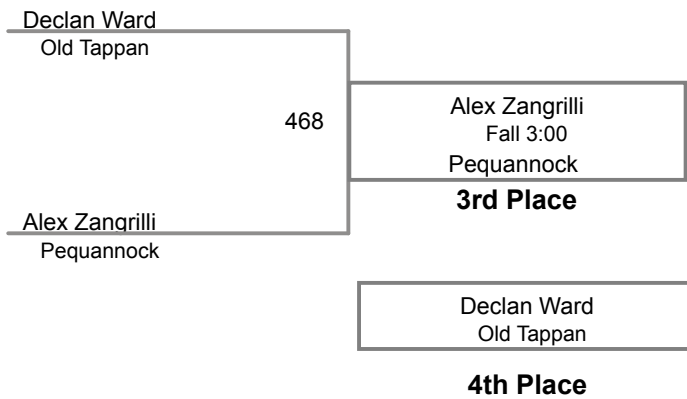 Declan Ward
Old Tappan
468
Alex Zangrilli
Fall 3:00
Pequannock
3rd Place
Alex Zangrilli
Pequannock
Declan Ward
Old Tappan
4th Place